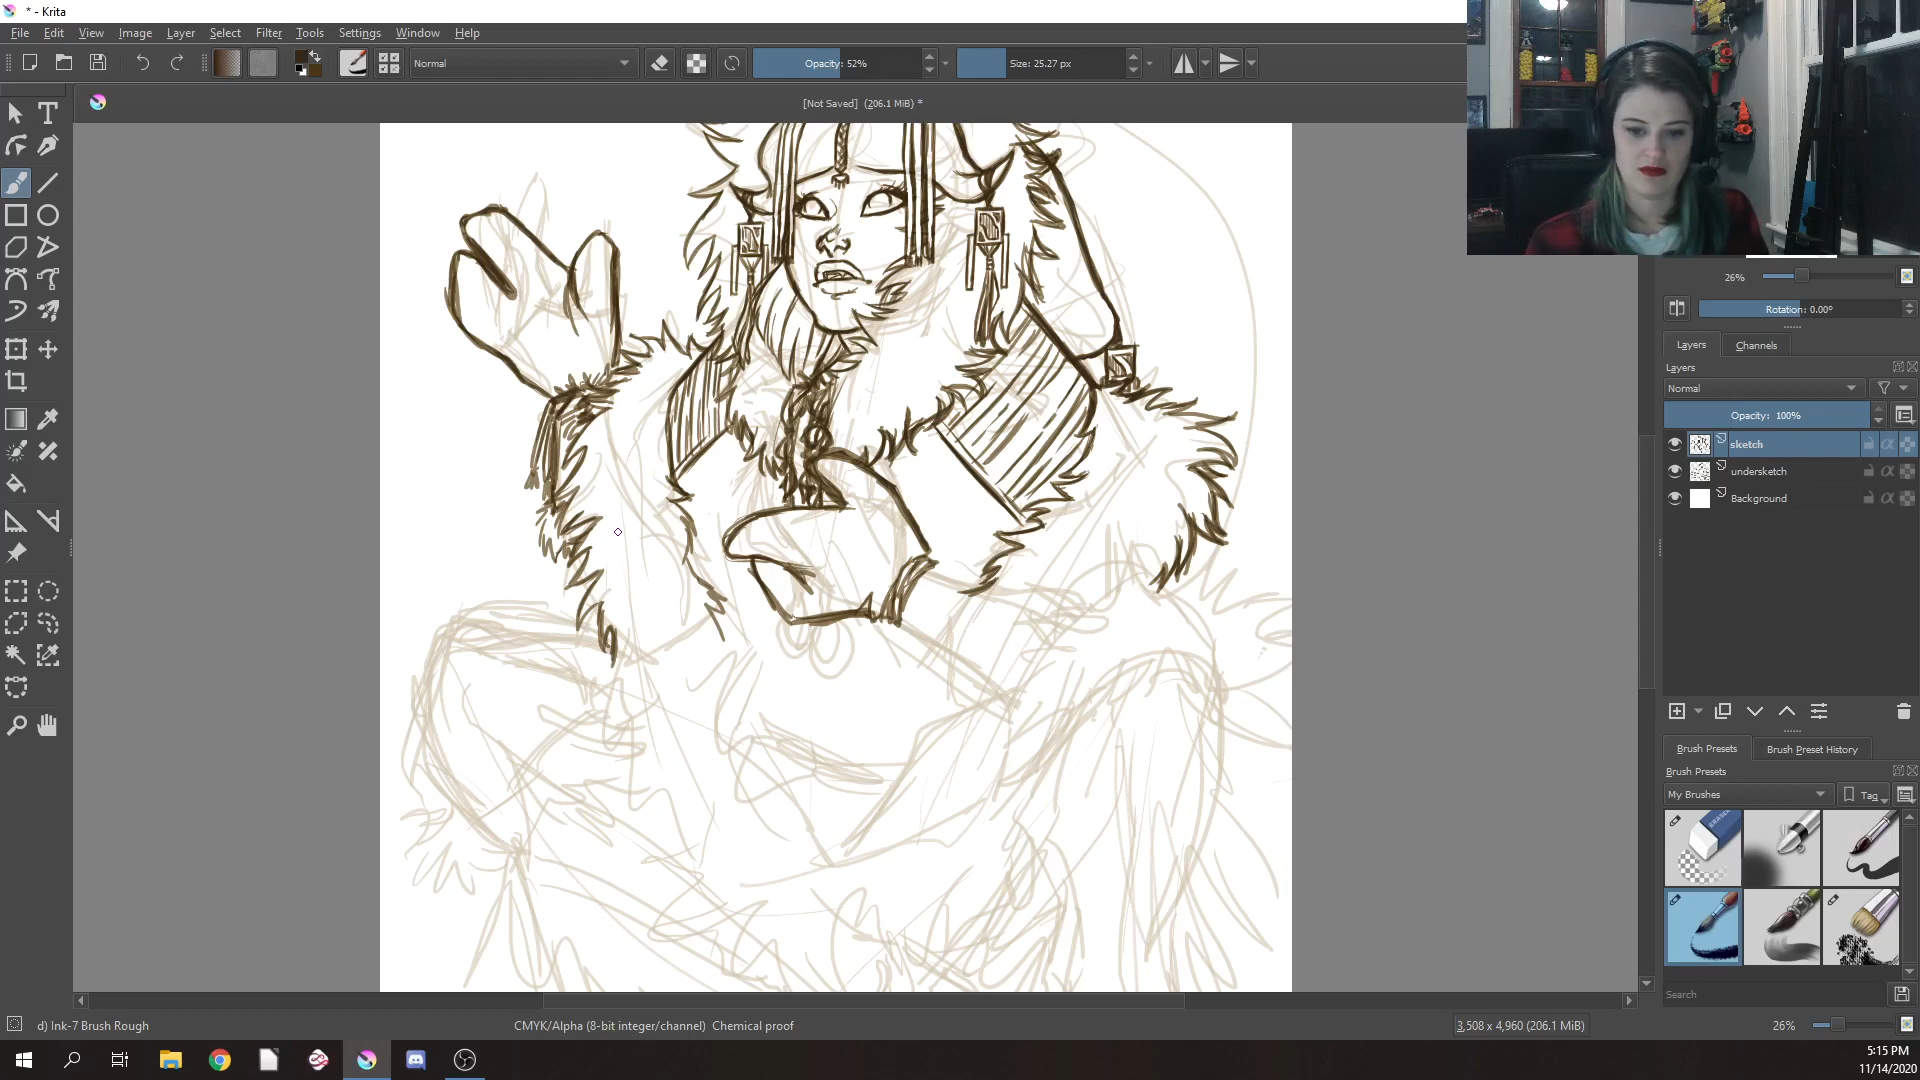 * - Krita
File Edit View Image Layer Select Filter Tools Settings Window Help
Normal
Opacity: 52%
Size: 25.27 px
[Not Saved] (206.1 MiB) *
26%
Rotation: 0.00°
Layers Channels
Layers
Normal
Opacity: 100%
sketch
undersketch
Background
Brush Presets Brush Preset History
Brush Presets
My Brushes
Tag
ERASER
Search
d) Ink-7 Brush Rough
CMYK/Alpha (8-bit integer/channel) Chemical proof
3,508 x 4,960 (206.1 MiB)
26%
5:15 PM
11/14/2020